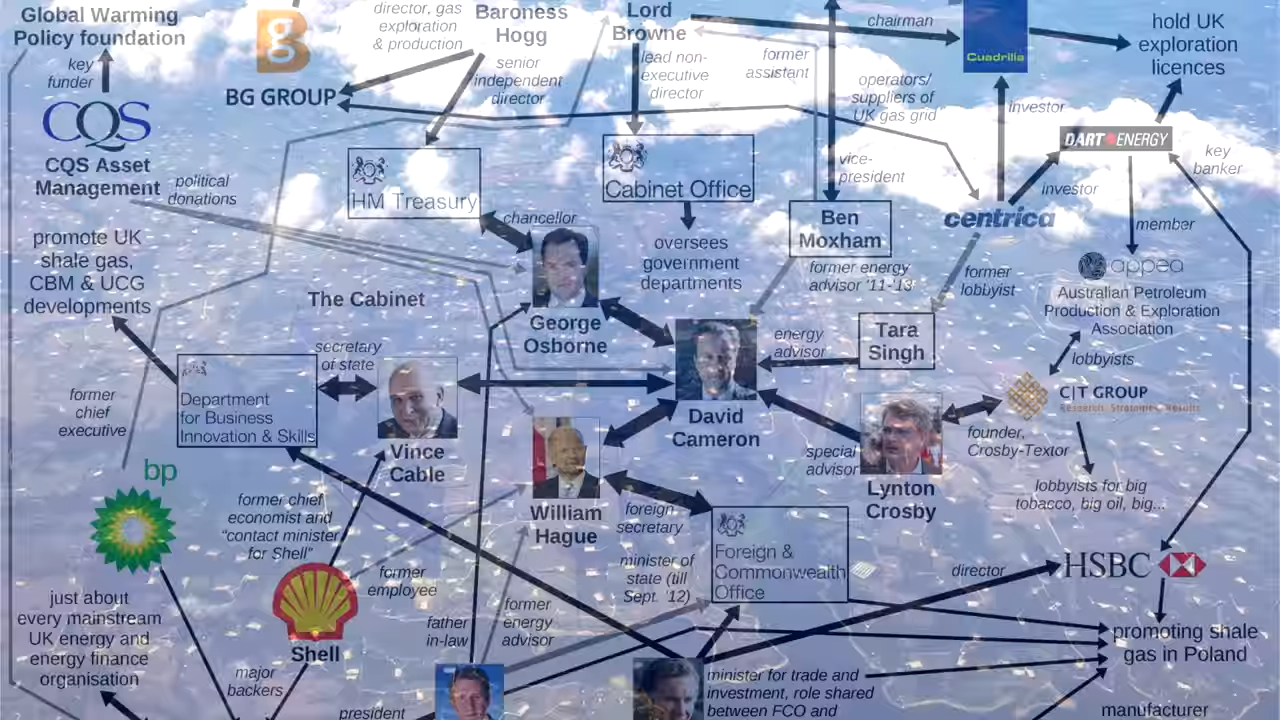 Global Warming
Policy foundation
key
funder
CQS
CQS Asset
Management
political
donations
g
BG GROUP
director, gas
exploration
& production
Baroness
Hogg
senior
independent
director
Lord
Browne
lead non-
executive
director
former
assistant
chairman
Cuadrilla
hold UK
exploration
licences
operators/
suppliers of
UK gas grid
investor
DART ENERGY
key
banker
investor
vice-
president
HM Treasury
Cabinet Office
chancellor
oversees
government
departments
Ben
Moxham
former energy
advisor '11-'13
centrica
former
lobbyist
member
appea
Australian Petroleum
Production & Exploration
Association
promote UK
shale gas,
CBM & UCG
developments
The Cabinet
George
Osborne
energy
advisor
Tara
Singh
lobbyists
secretary
of state
Department
for Business
Innovation & Skills
former
chief
executive
Vince
Cable
David
Cameron
special
advisor
Lynton
Crosby
founder,
Crosby-Textor
C|T GROUP
Research. Strategies. Results
lobbyists for big
tobacco, big oil, big...
bp
former chief
economist and
“contact minister
for Shell”
William
Hague
foreign
secretary
minister of
state (till
Sept. '12)
Foreign &
Commonwealth
Office
director
HSBC
just about
every mainstream
UK energy and
energy finance
organisation
Shell
former
employee
father
in-law
former
energy
advisor
promoting shale
gas in Poland
major
backers
president
minister for trade and
investment, role shared
between FCO and
manufacturer